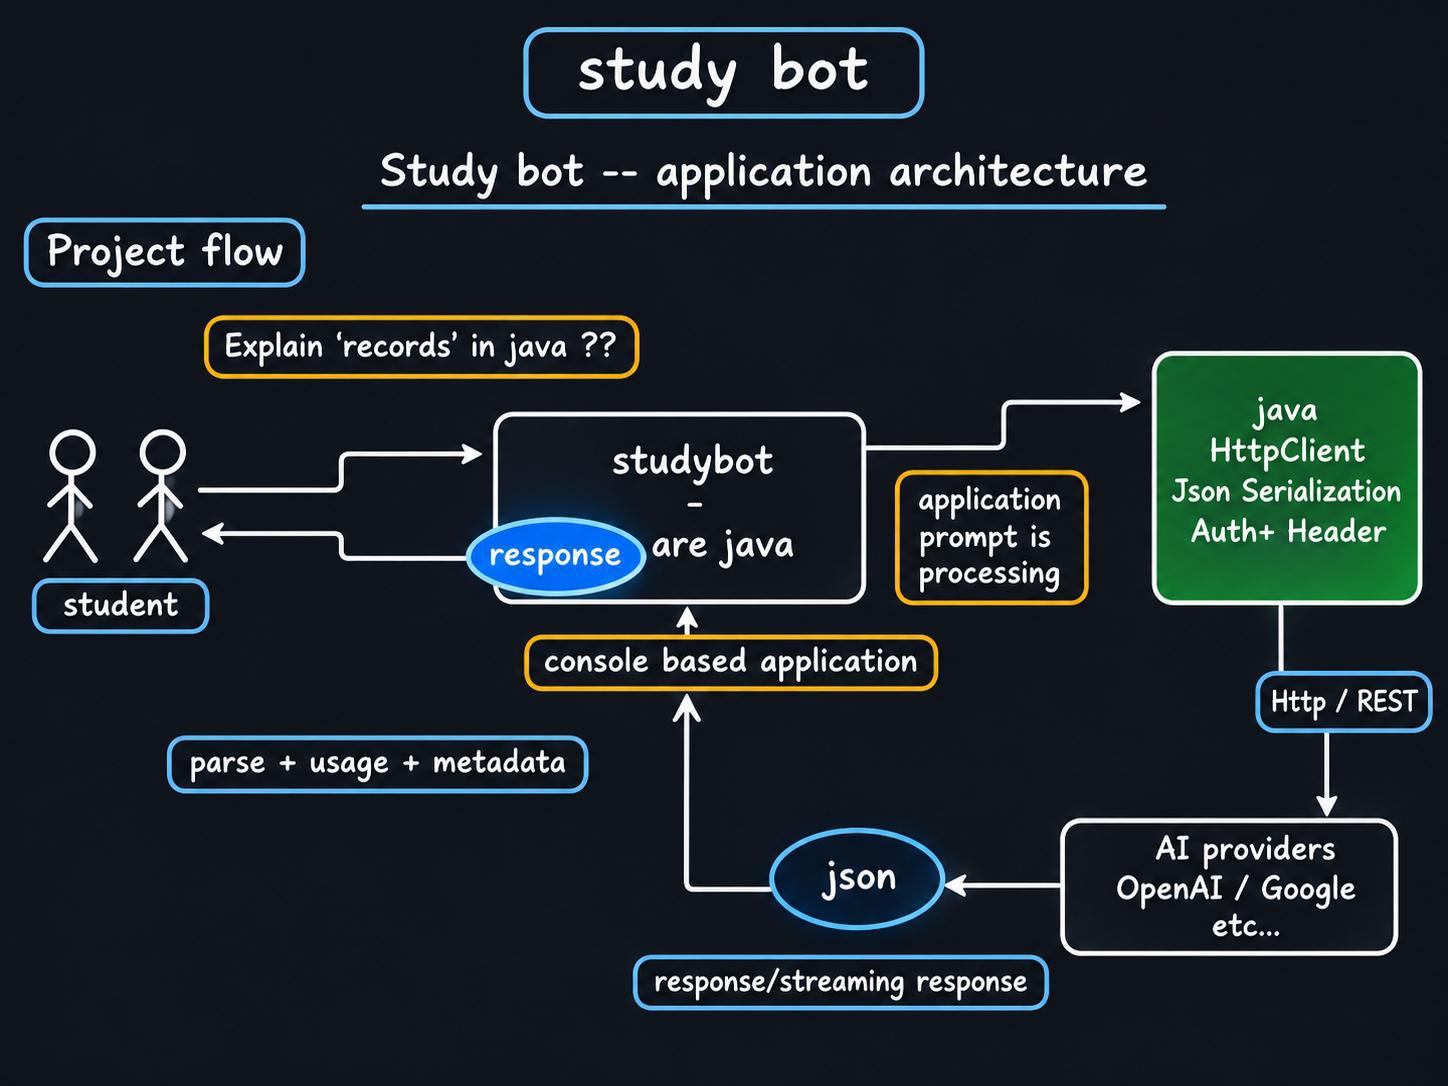 study bot
Study bot -- application architecture
Project flow
Explain ‘records’ in java ??
studybot
-
are java
response
student
application
prompt is
processing
java
HttpClient
Json Serialization
Auth+ Header
console based application
Http / REST
parse + usage + metadata
AI providers
OpenAI / Google
etc...
json
response/streaming response